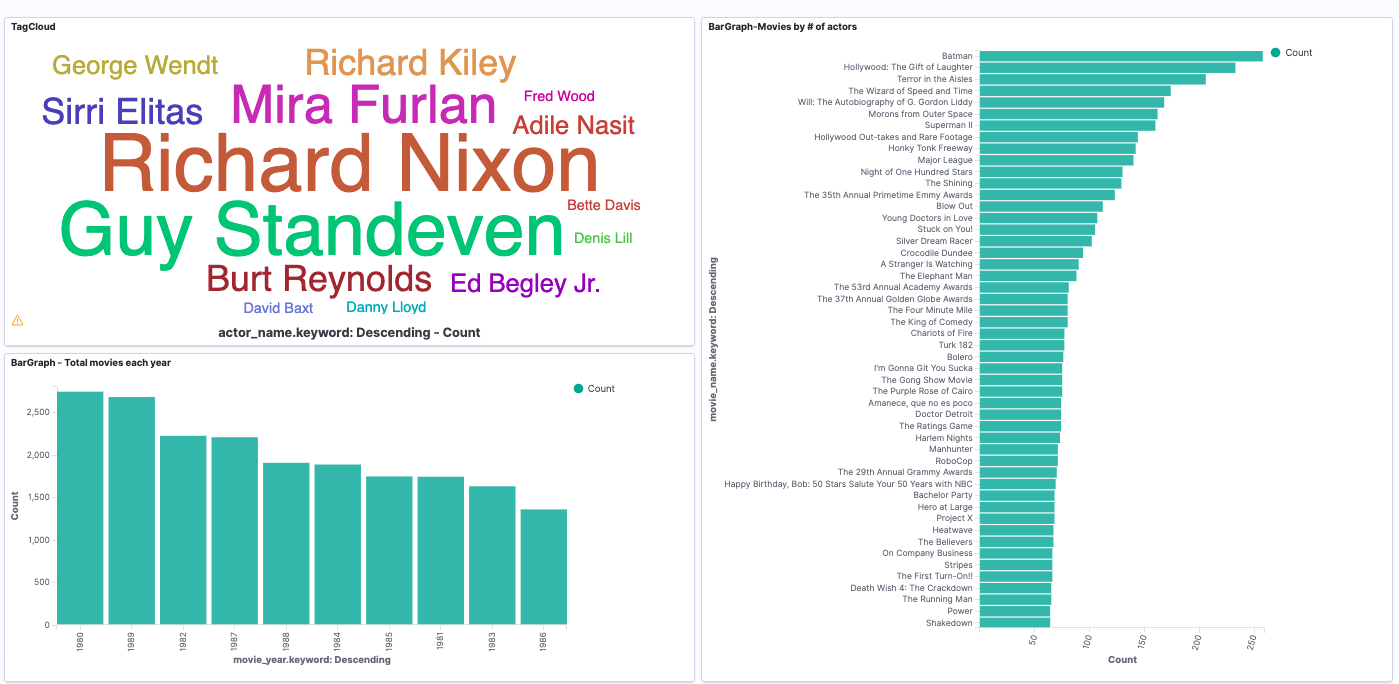 TagCloud
George Wendt
Richard Kiley
Sirri Elitas
Mira Furlan
Fred Wood
Adile Nasit
Richard Nixon
Bette Davis
Guy Standeven
Denis Lill
Burt Reynolds
Ed Begley Jr.
David Baxt
Danny Lloyd
actor_name.keyword: Descending - Count
BarGraph - Total movies each year
Count
2,500
2,000
1,500
1,000
500
0
Count
1980
1989
1982
1987
1988
1984
1985
1981
1983
1986
movie_year.keyword: Descending
BarGraph-Movies by # of actors
Count
movie_name.keyword: Descending
Batman
Hollywood: The Gift of Laughter
Terror in the Aisles
The Wizard of Speed and Time
Will: The Autobiography of G. Gordon Liddy
Morons from Outer Space
Superman II
Hollywood Out-takes and Rare Footage
Honky Tonk Freeway
Major League
Night of One Hundred Stars
The Shining
The 35th Annual Primetime Emmy Awards
Blow Out
Young Doctors in Love
Stuck on You!
Silver Dream Racer
Crocodile Dundee
A Stranger Is Watching
The Elephant Man
The 53rd Annual Academy Awards
The 37th Annual Golden Globe Awards
The Four Minute Mile
The King of Comedy
Chariots of Fire
Turk 182
Bolero
I'm Gonna Git You Sucka
The Gong Show Movie
The Purple Rose of Cairo
Amanece, que no es poco
Doctor Detroit
The Ratings Game
Harlem Nights
Manhunter
RoboCop
The 29th Annual Grammy Awards
Happy Birthday, Bob: 50 Stars Salute Your 50 Years with NBC
Bachelor Party
Hero at Large
Project X
Heatwave
The Believers
On Company Business
Stripes
The First Turn-On!!
Death Wish 4: The Crackdown
The Running Man
Power
Shakedown
50
100
150
200
250
Count